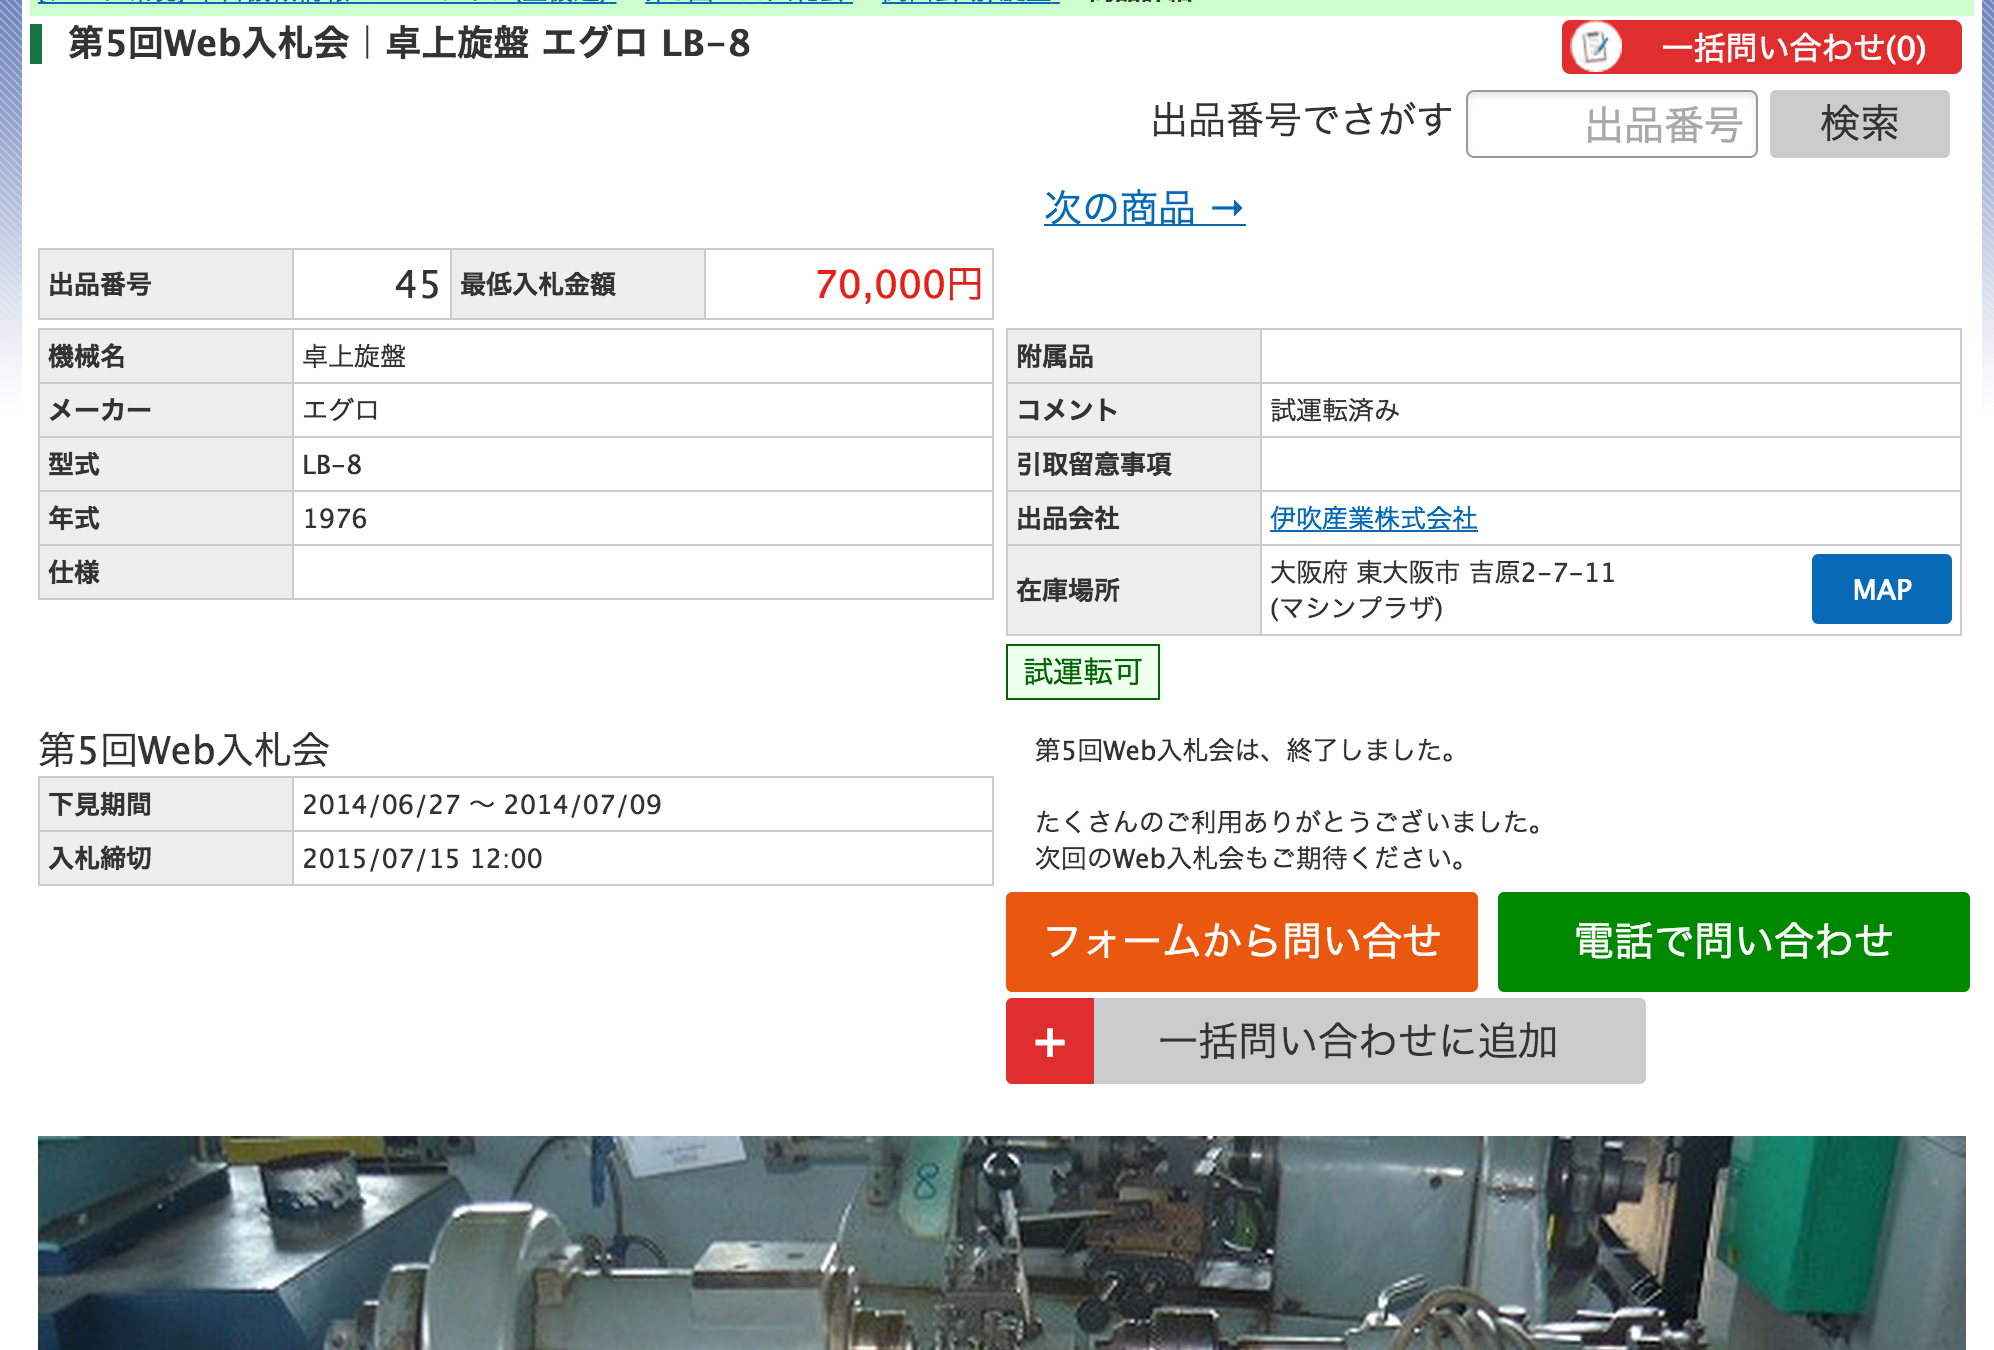 第5回Web入札会｜卓上旋盤 エグロ LB-8
一括問い合わせ(0)
出品番号でさがす 出品番号 検索
次の商品 →
出品番号 45 最低入札金額 70,000円
機械名 卓上旋盤
メーカー エグロ
型式 LB-8
年式 1976
仕様
附属品
コメント 試運転済み
引取留意事項
出品会社 伊吹産業株式会社
在庫場所 大阪府 東大阪市 吉原2-7-11
(マシンプラザ)
MAP
試運転可
第5回Web入札会
下見期間 2014/06/27 〜 2014/07/09
入札締切 2015/07/15 12:00
第5回Web入札会は、終了しました。
たくさんのご利用ありがとうございました。
次回のWeb入札会もご期待ください。
フォームから問い合せ 電話で問い合わせ
+ 一括問い合わせに追加
8